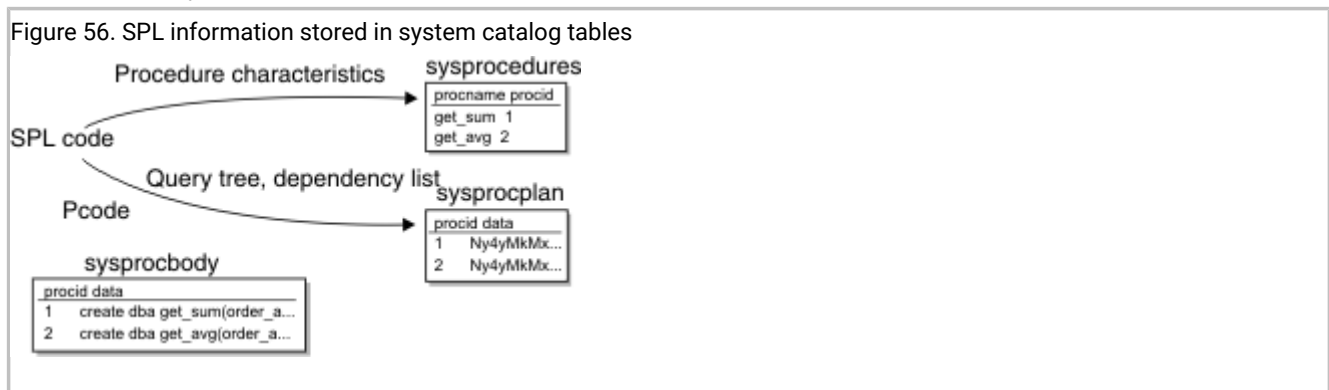 Figure 56. SPL information stored in system catalog tables
Procedure characteristics
sysprocedures
procname procid
get_sum 1
get_avg 2
SPL code
Query tree, dependency list
sysprocplan
Pcode
procid data
1 Ny4yMkMx...
2 Ny4yMkMx...
sysprocbody
procid data
1 create dba get_sum(order_a...
2 create dba get_avg(order_a...